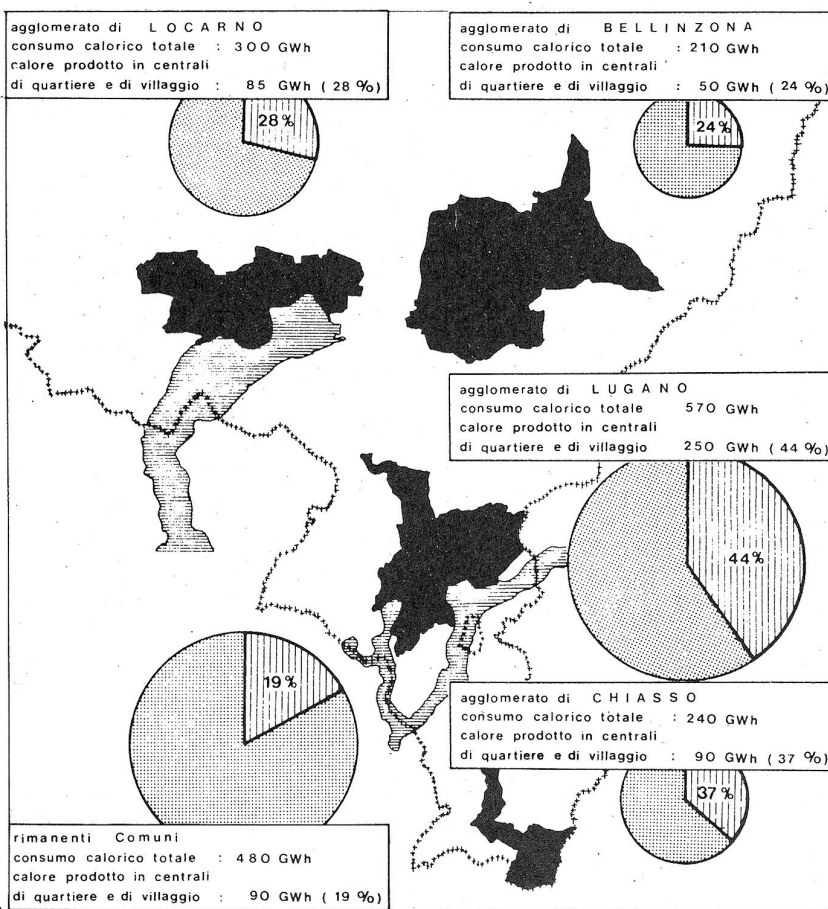 agglomerato di LOCARNO
consumo calorico totale : 300 GWh
calore prodotto in centrali
di quartiere e di villaggio : 85 GWh (28 %)
28%
agglomerato di BELLINZONA
consumo calorico totale : 210 GWh
calore prodotto in centrali
di quartiere e di villaggio : 50 GWh (24 %)
24%
agglomerato di LUGANO
consumo calorico totale 570 GWh
calore prodotto in centrali
di quartiere e di villaggio 250 GWh (44 %)
44%
19%
agglomerato di CHIASSO
consumo calorico totale : 240 GWh
calore prodotto in centrali
di quartiere e di villaggio : 90 GWh (37 %)
37%
rimanenti Comuni
consumo calorico totale : 480 GWh
calore prodotto in centrali
di quartiere e di villaggio : 90 GWh (19 %)